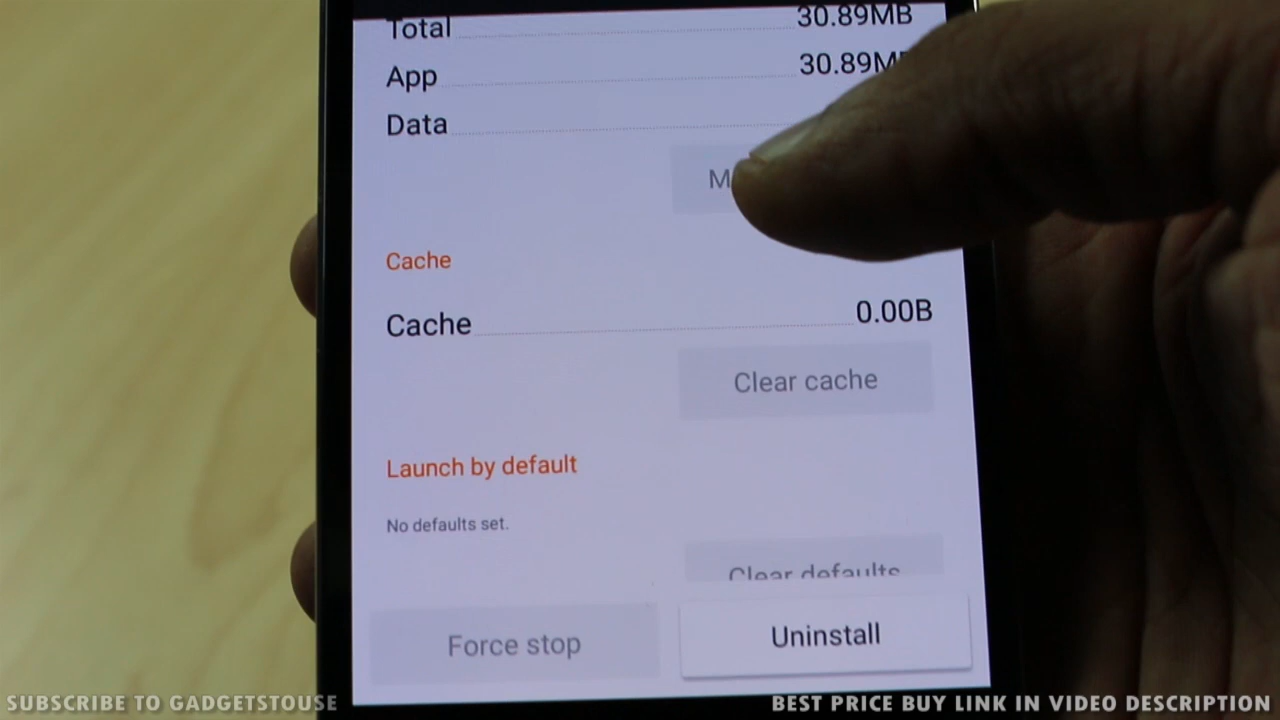 Total 30.89MB
App 30.89M
Data
M
Cache
Cache 0.00B
Clear cache
Launch by default
No defaults set.
Clear defaults
Force stop Uninstall
SUBSCRIBE TO GADGETSTOUSE BEST PRICE BUY LINK IN VIDEO DESCRIPTION